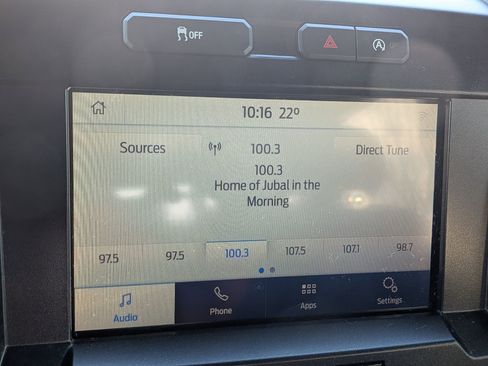 OFF
A
10:16 22º
Sources 100.3 Direct Tune
100.3
Home of Jubal in the
Morning
97.5 97.5 100.3 107.5 107.1 98.7
Audio Phone Apps Settings